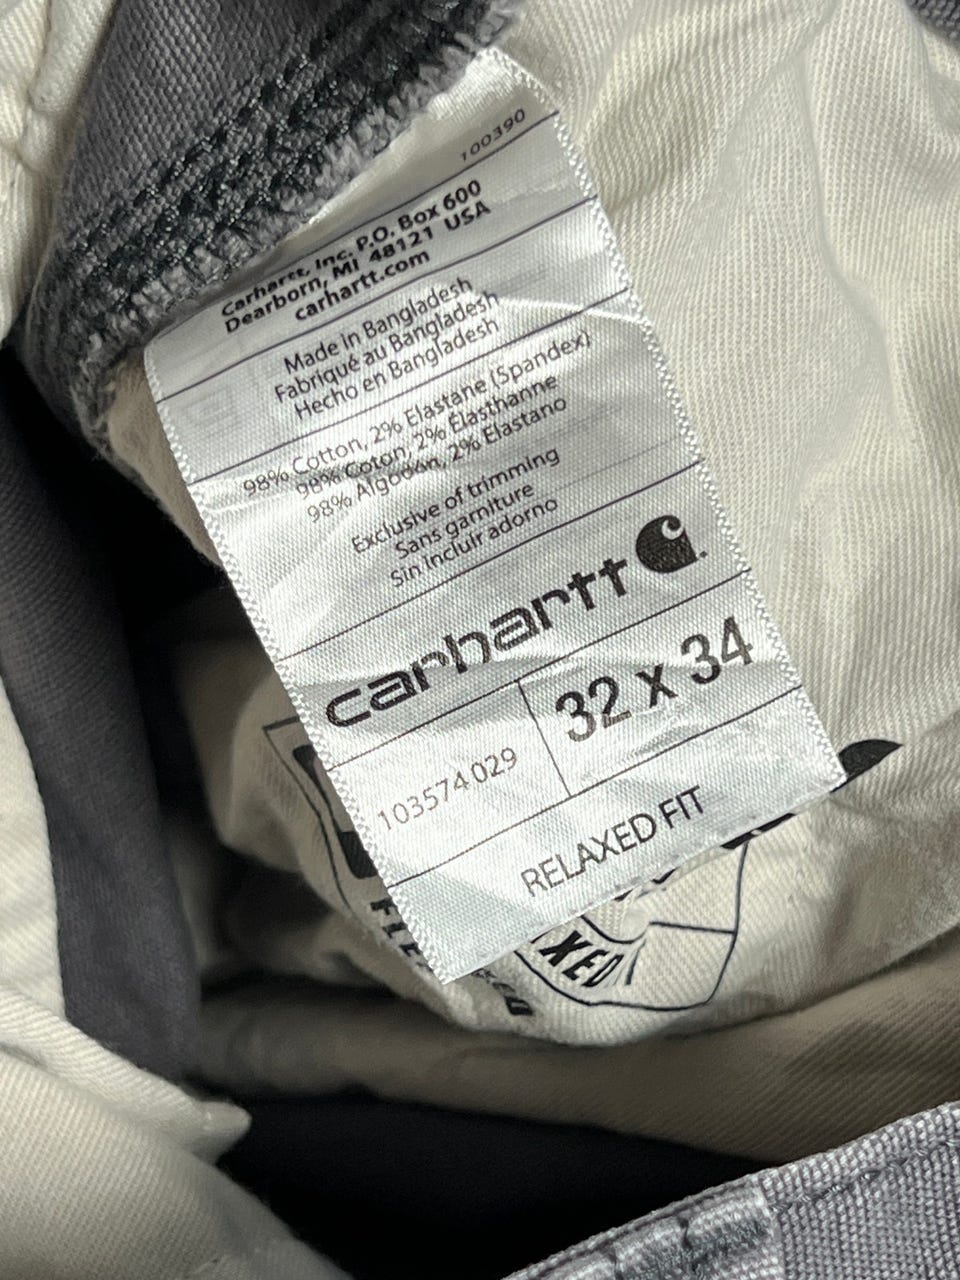 100390
Carhartt, Inc. P.O. Box 600
Dearborn, MI 48121 USA
carhartt.com
Made in Bangladesh
Fabriqué au Bangladesh
Hecho en Bangladesh
98% Cotton, 2% Elastane (Spandex)
98% Coton, 2% Élasthanne
98% Algodón, 2% Elastano
Exclusive of trimming
Sans garniture
Sin incluir adorno
carhartt
32 x 34
103574 029
RELAXED FIT